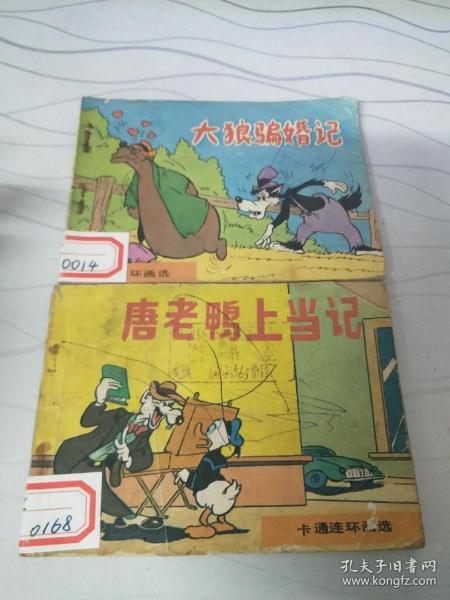 大狼骗婚记
0014
环画选
唐老鸭上当记
0168
卡通连环画选
孔夫子旧书网
www.kongfz.com